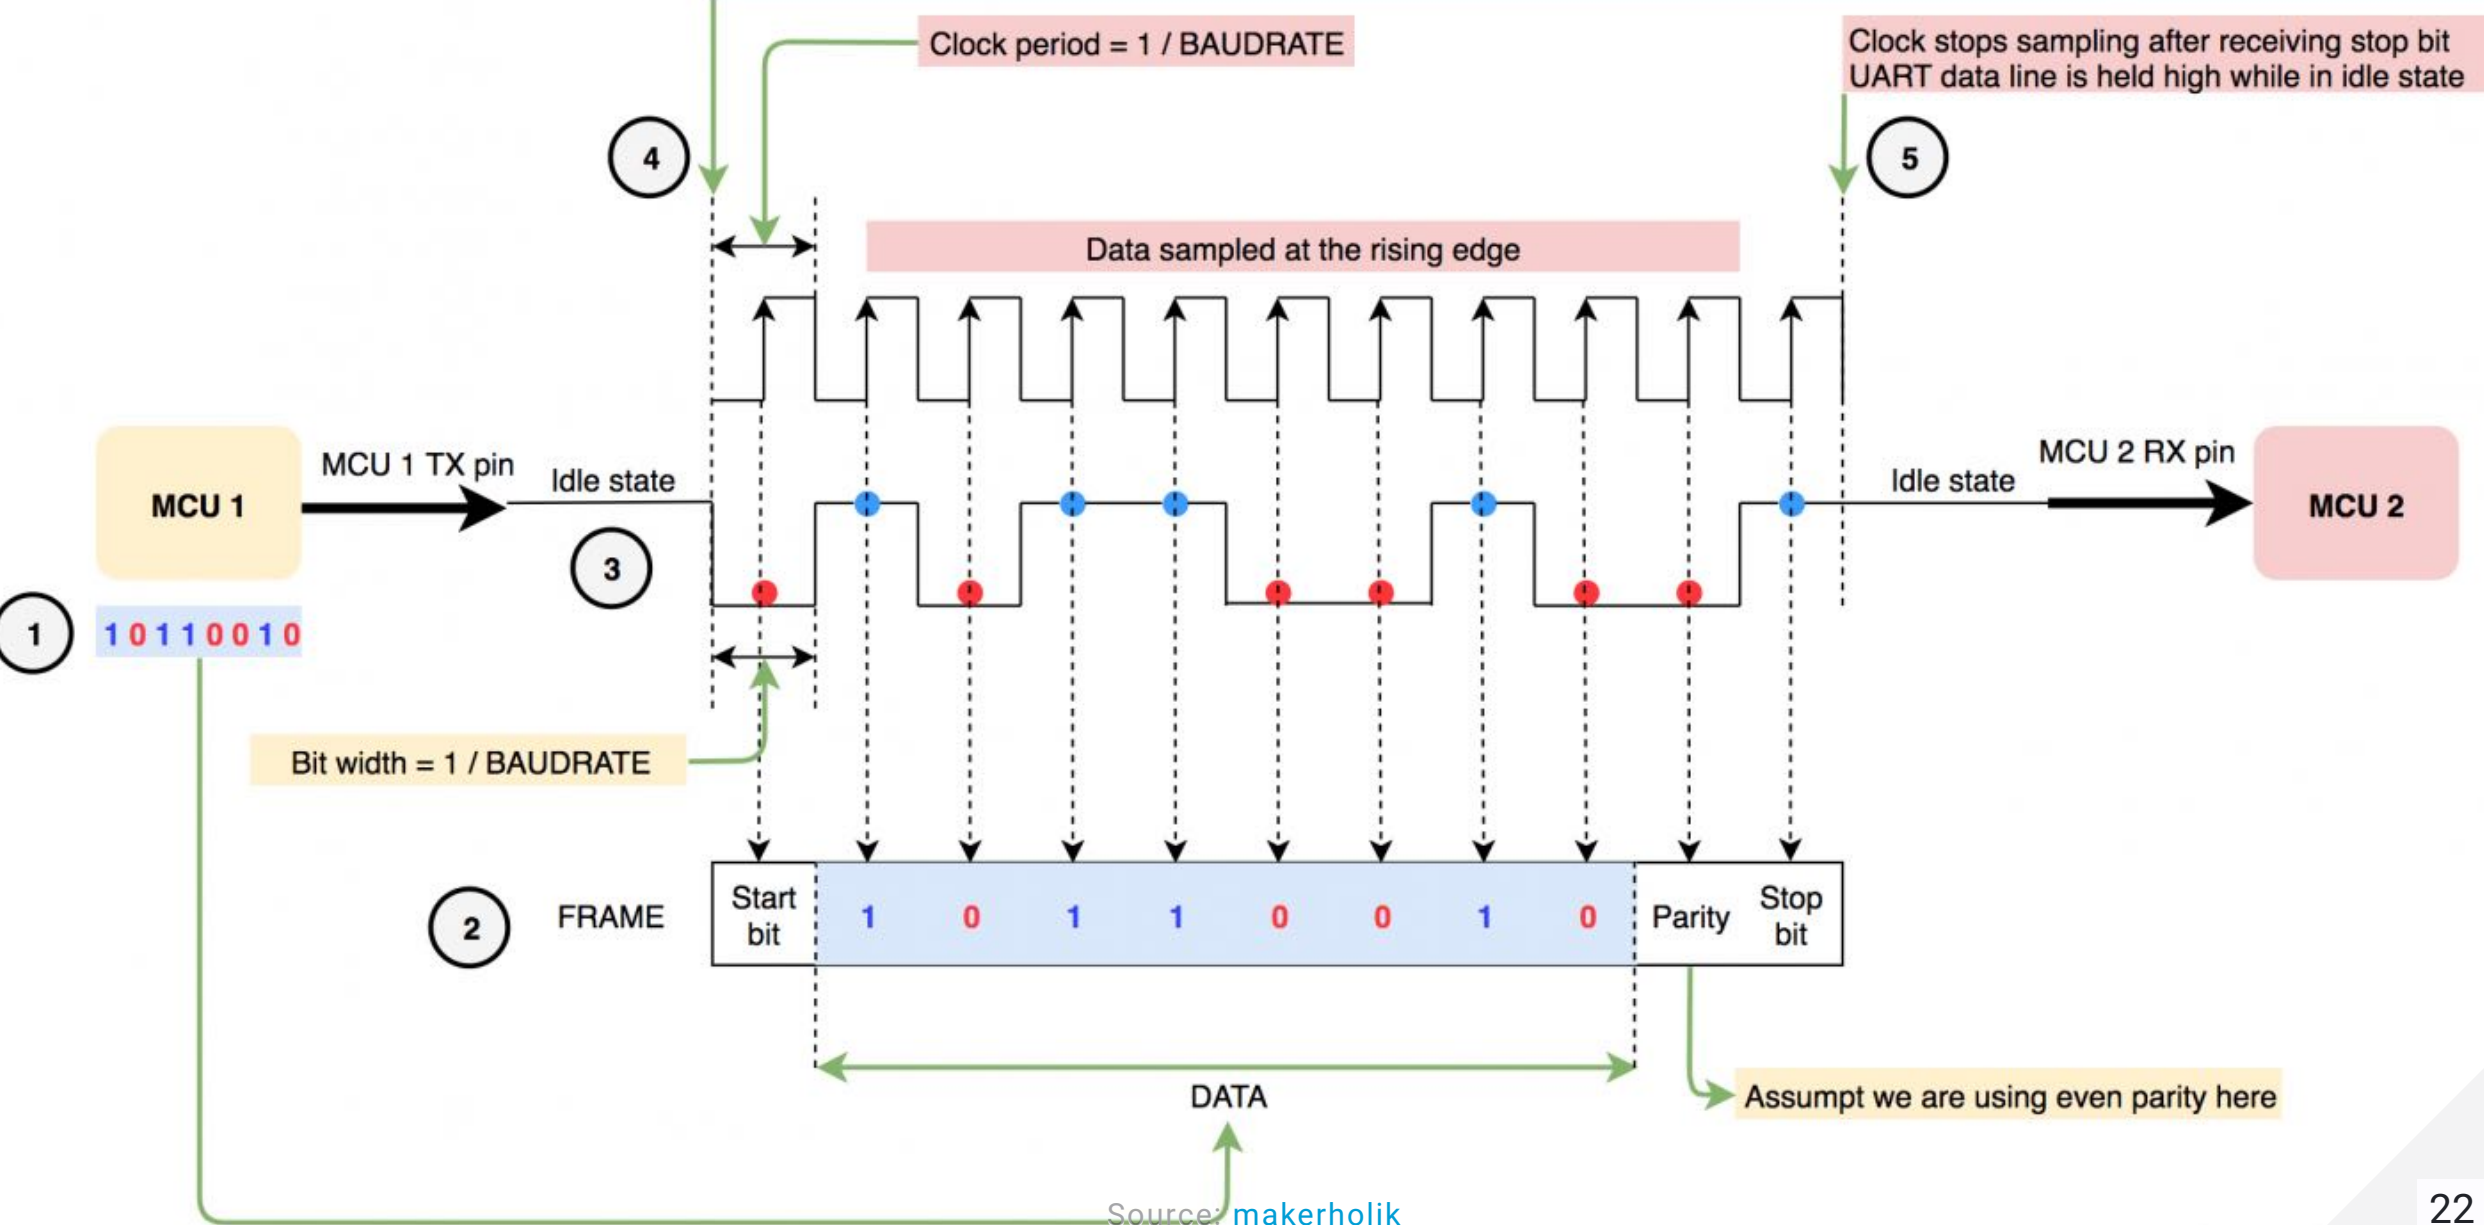 Clock period = 1 / BAUDRATE
Clock stops sampling after receiving stop bit
UART data line is held high while in idle state
4
5
Data sampled at the rising edge
MCU 1
MCU 1 TX pin
Idle state
3
Idle state
MCU 2 RX pin
MCU 2
1
1 0 1 1 0 0 1 0
Bit width = 1 / BAUDRATE
2
FRAME
Start
bit
1 0 1 1 0 0 1 0
Parity
Stop
bit
DATA
Assumpt we are using even parity here
Source: makerholik
22